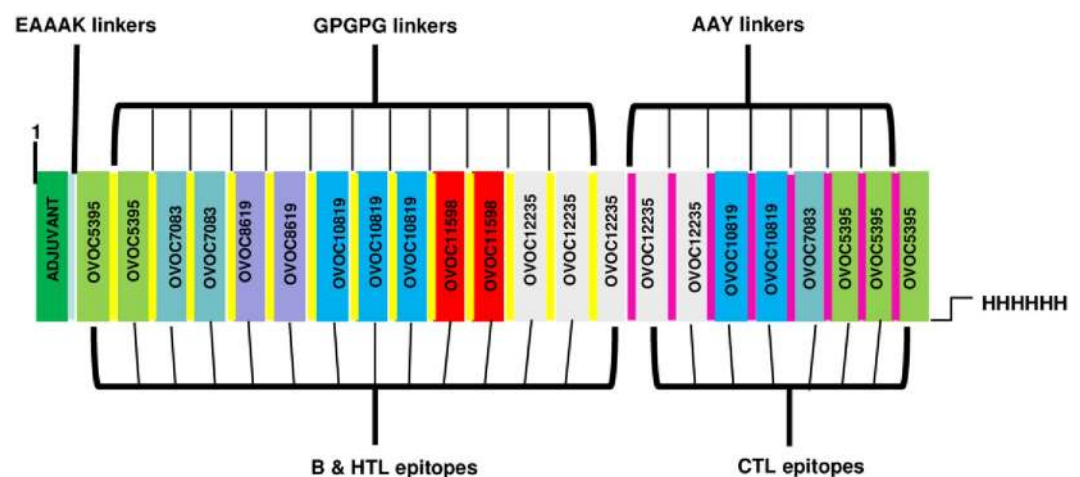 EAAAK linkers
GPGPG linkers
AAY linkers
1
ADJUVANT
OVOC5395
OVOC5395
OVOC7083
OVOC7083
OVOC8619
OVOC8619
OVOC10819
OVOC10819
OVOC10819
OVOC11598
OVOC11598
OVOC12235
OVOC12235
OVOC12235
OVOC12235
OVOC12235
OVOC10819
OVOC10819
OVOC7083
OVOC5395
OVOC5395
OVOC5395
HHHHHH
B & HTL epitopes
CTL epitopes